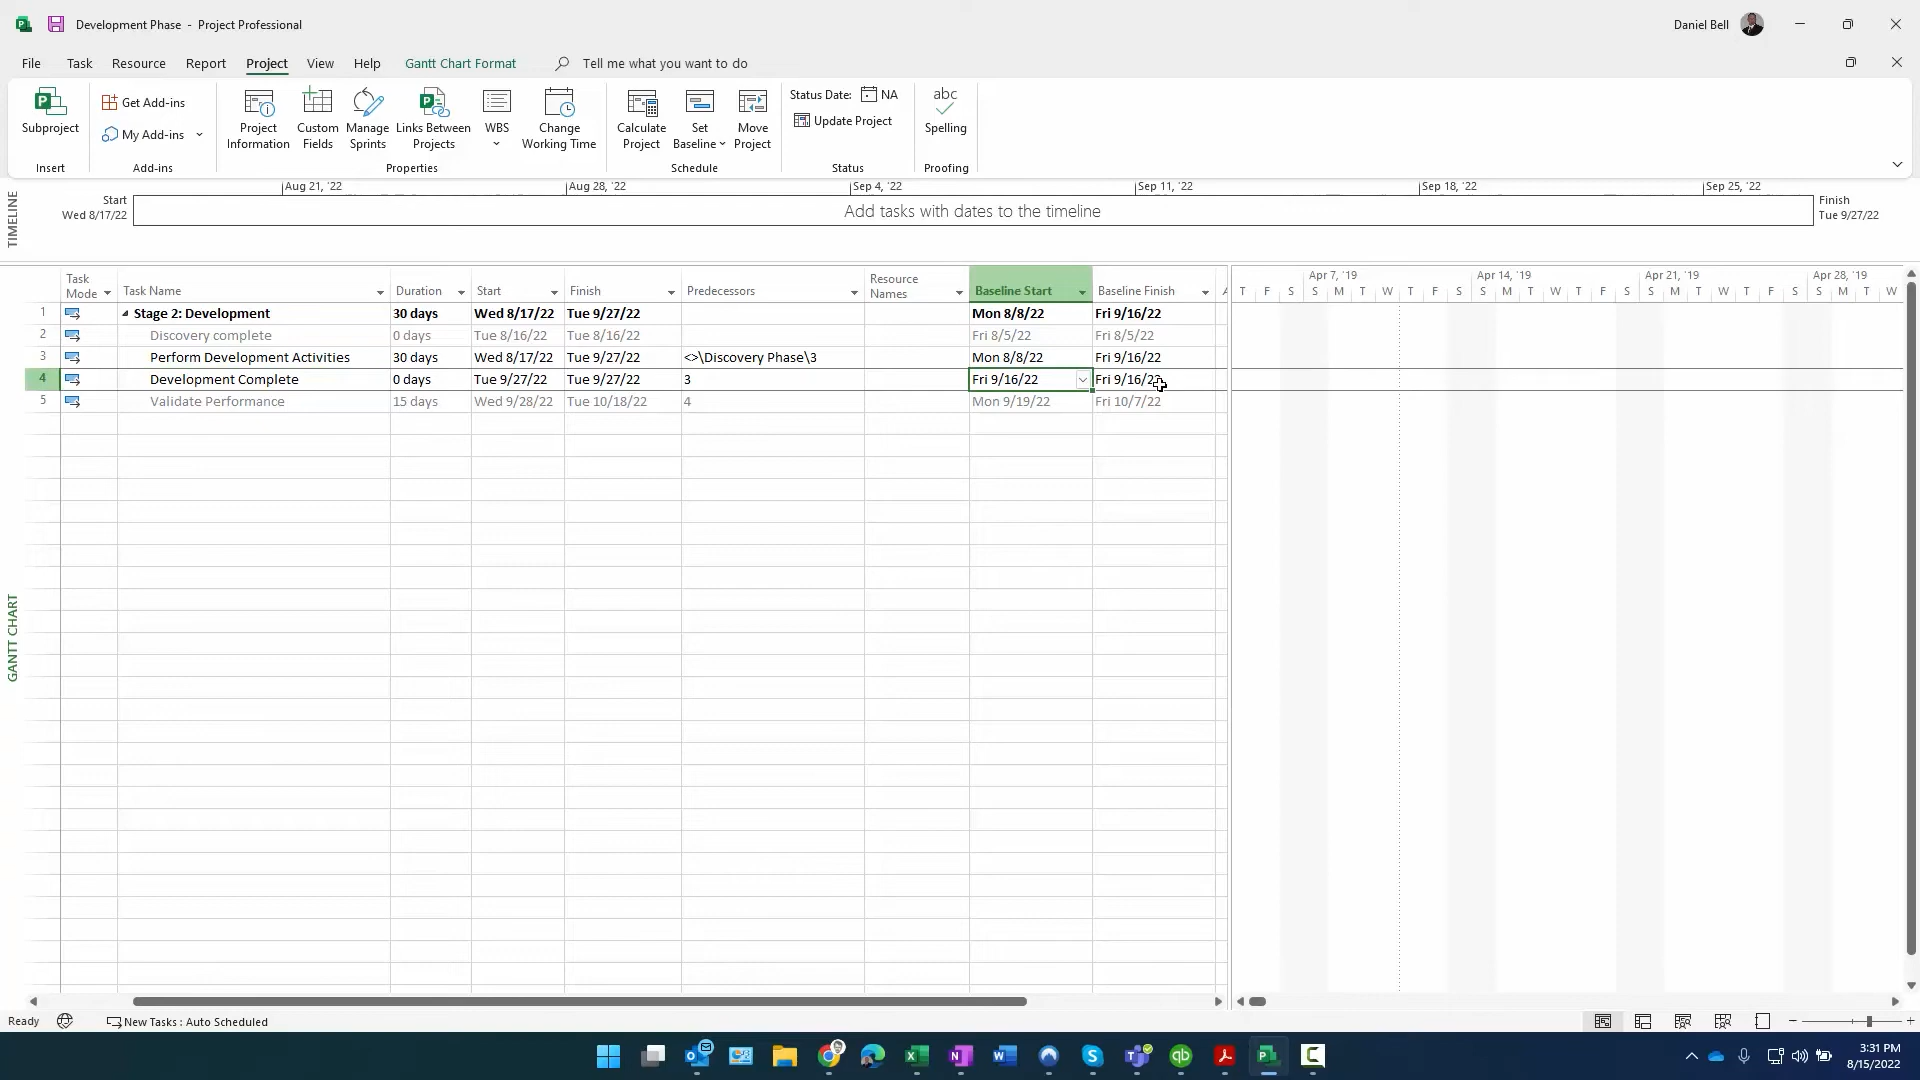 Development Phase - Project Professional
Daniel Bell
File Task Resource Report Project View Help Gantt Chart Format Tell me what you want to do
Subproject
Get Add-ins
My Add-ins
Project Information
Custom Fields
Manage Sprints
Links Between Projects
WBS
Change Working Time
Calculate Project
Set Baseline
Move Project
Status Date: NA
Update Project
abc
Spelling
Insert Add-ins Properties Schedule Status Proofing
TIMELINE
Aug 21, '22 Aug 28, '22 Sep 4, '22 Sep 11, '22 Sep 18, '22 Sep 25, '22
Start
Wed 8/17/22
Add tasks with dates to the timeline
Finish
Tue 9/27/22
Task Mode Task Name Duration Start Finish Predecessors Resource Names Baseline Start Baseline Finish
Apr 7, '19 Apr 14, '19 Apr 21, '19 Apr 28, '19
T F S S M T W T F S S M T W T F S S M T W T F S S M T W
1 Stage 2: Development 30 days Wed 8/17/22 Tue 9/27/22 Mon 8/8/22 Fri 9/16/22
2 Discovery complete 0 days Tue 8/16/22 Tue 8/16/22 Fri 8/5/22 Fri 8/5/22
3 Perform Development Activities 30 days Wed 8/17/22 Tue 9/27/22 <>\Discovery Phase\3 Mon 8/8/22 Fri 9/16/22
4 Development Complete 0 days Tue 9/27/22 Tue 9/27/22 3 Fri 9/16/22 Fri 9/16/22
5 Validate Performance 15 days Wed 9/28/22 Tue 10/18/22 4 Mon 9/19/22 Fri 10/7/22
GANTT CHART
Ready New Tasks : Auto Scheduled
3:31 PM
8/15/2022